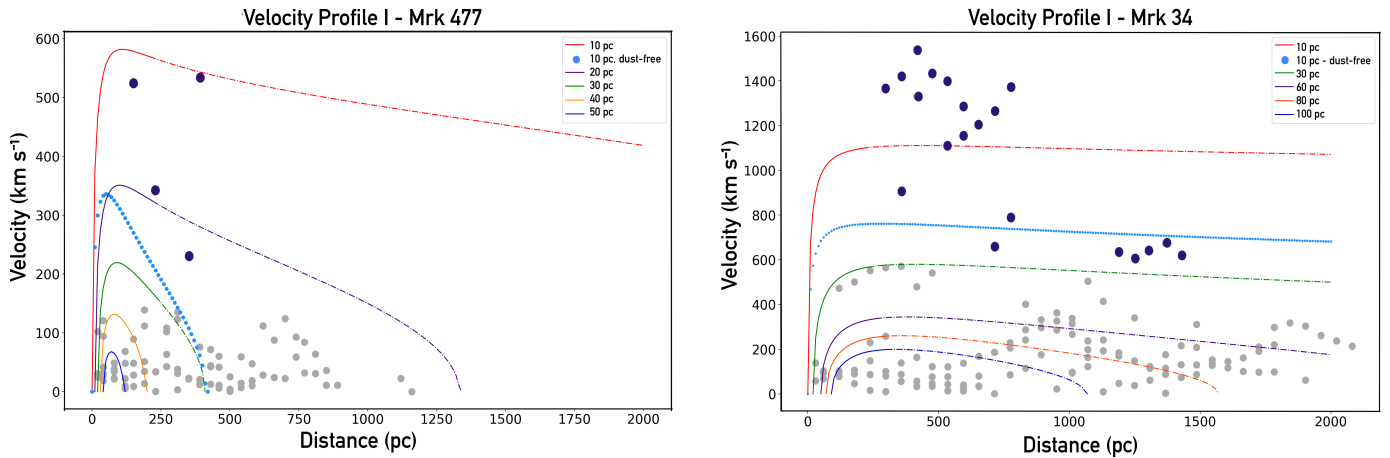 Velocity Profile I - Mrk 477
Velocity (km s⁻¹)
600
500
400
300
200
100
0
0 250 500 750 1000 1250 1500 1750 2000
Distance (pc)
10 pc
10 pc, dust-free
20 pc
30 pc
40 pc
50 pc
Velocity Profile I - Mrk 34
Velocity (km s⁻¹)
1600
1400
1200
1000
800
600
400
200
0
0 500 1000 1500 2000
Distance (pc)
10 pc
10 pc - dust-free
30 pc
60 pc
80 pc
100 pc